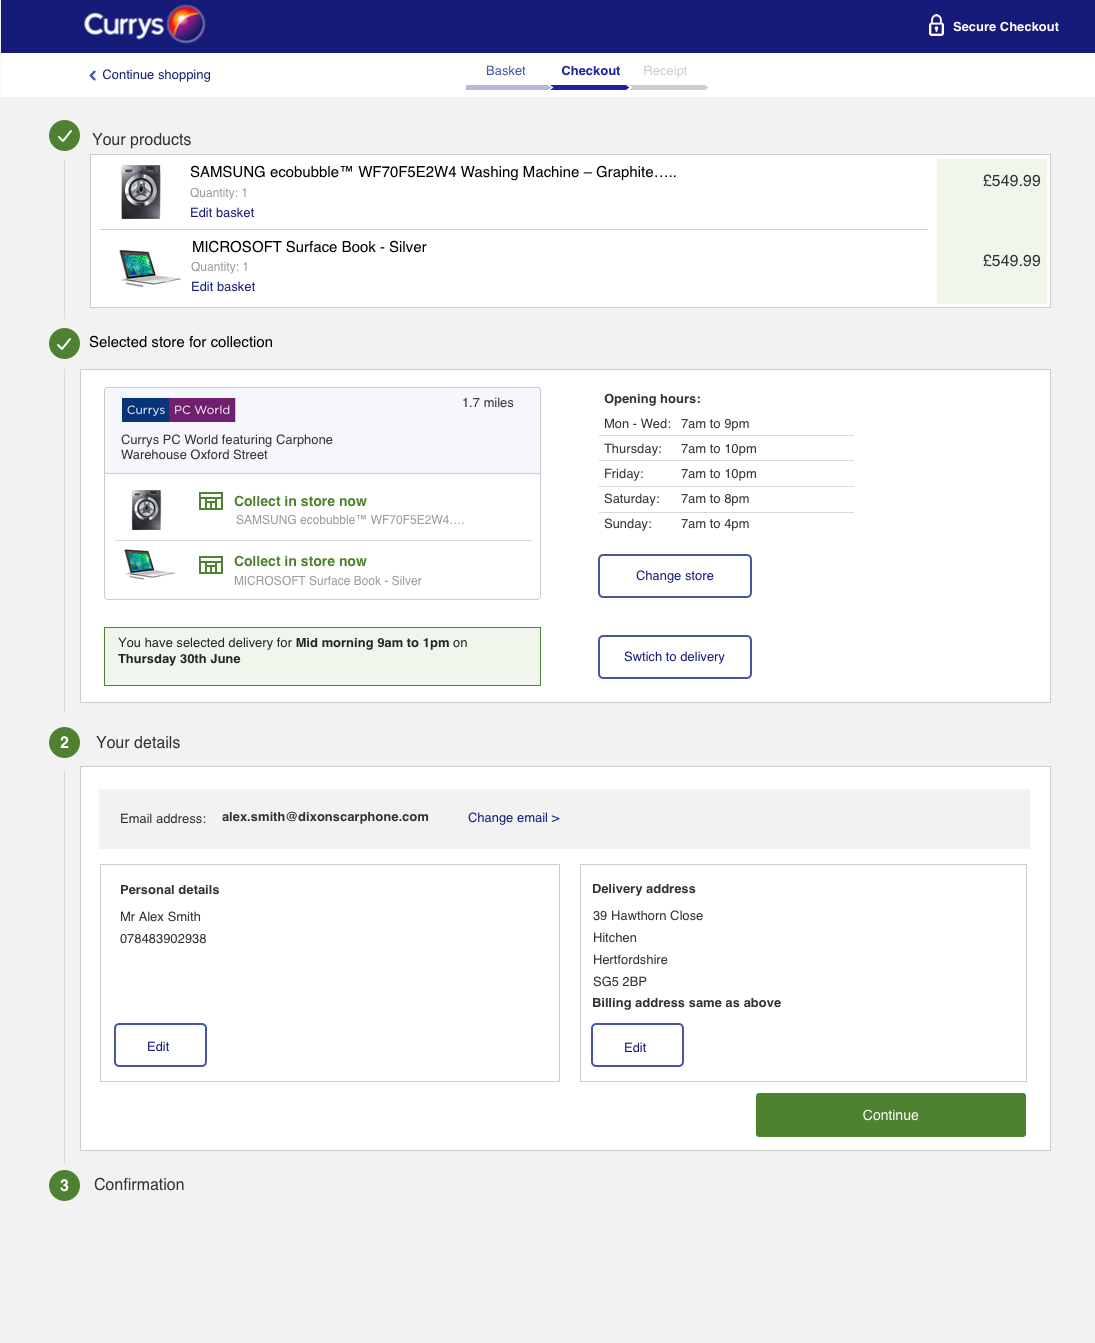 Currys
Secure Checkout
Continue shopping
Basket
Checkout
Receipt
Your products
SAMSUNG ecobubble™ WF70F5E2W4 Washing Machine – Graphite…..
£549.99
Quantity: 1
Edit basket
MICROSOFT Surface Book - Silver
£549.99
Quantity: 1
Edit basket
Selected store for collection
Currys PC World
1.7 miles
Currys PC World featuring Carphone
Warehouse Oxford Street
Collect in store now
SAMSUNG ecobubble™ WF70F5E2W4….
Collect in store now
MICROSOFT Surface Book - Silver
You have selected delivery for Mid morning 9am to 1pm on
Thursday 30th June
Opening hours:
Mon - Wed: 7am to 9pm
Thursday: 7am to 10pm
Friday: 7am to 10pm
Saturday: 7am to 8pm
Sunday: 7am to 4pm
Change store
Swtich to delivery
2 Your details
Email address: alex.smith@dixonscarphone.com Change email >
Personal details
Mr Alex Smith
078483902938
Edit
Delivery address
39 Hawthorn Close
Hitchen
Hertfordshire
SG5 2BP
Billing address same as above
Edit
Continue
3 Confirmation